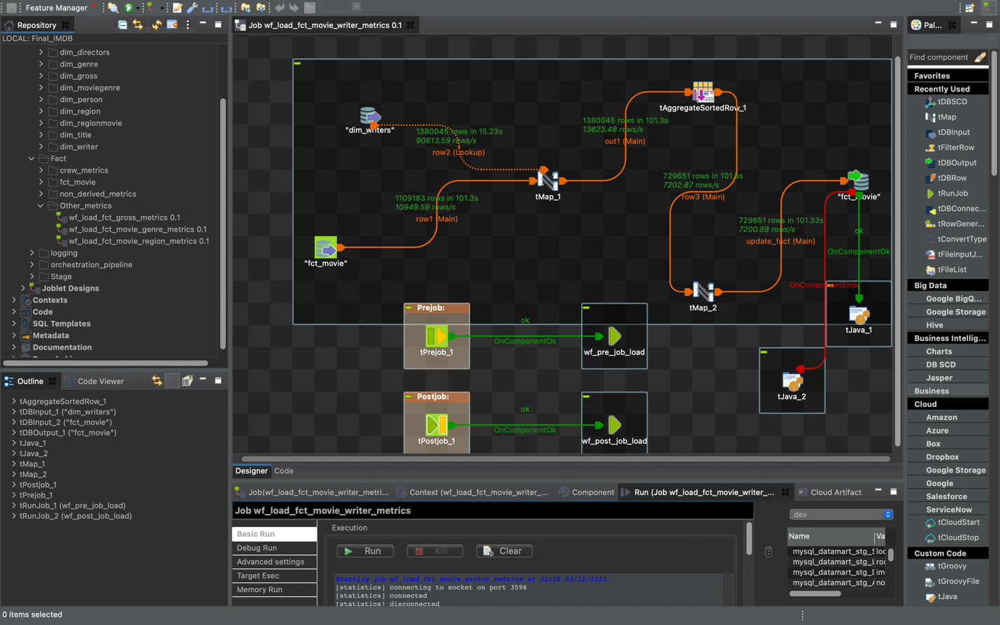 Feature Manager
Repository
LOCAL: Final_IMDB
dim_directors
dim_genre
dim_gross
dim_moviegenre
dim_person
dim_region
dim_regionmovie
dim_title
dim_writer
Fact
crew_metrics
fct_movie
non_derived_metrics
Other_metrics
wf_load_fct_gross_metrics 0.1
wf_load_fct_movie_genre_metrics 0.1
wf_load_fct_movie_region_metrics 0.1
logging
orchestration_pipeline
Stage
Joblet Designs
Contexts
Code
SQL Templates
Metadata
Documentation
Outline
Code Viewer
tAggregateSortedRow_1
tDBInput_1 ("dim_writers")
tDBInput_2 ("fct_movie")
tDBOutput_1 ("fct_movie")
tJava_1
tJava_2
tMap_1
tMap_2
tPostjob_1
tPrejob_1
tRunJob_1 (wf_pre_job_load)
tRunJob_2 (wf_post_job_load)
0 items selected
Job wf_load_fct_movie_writer_metrics 0.1
"dim_writers"
1380045 rows in 15.23s
90613.59 rows/s
row2 (Lookup)
1380045 rows in 101.3s
13623.48 rows/s
out1 (Main)
tAggregateSortedRow_1
tMap_1
1109183 rows in 101.3s
10949.59 rows/s
row1 (Main)
"fct_movie"
729651 rows in 101.3s
7202.87 rows/s
row3 (Main)
729651 rows in 101.33s
7200.88 rows/s
update_fact (Main)
"fct_movie"
ok
OnComponentOk
OnComponentError
tMap_2
tJava_1
tJava_2
Prejob:
tPrejob_1
ok
OnComponentOk
wf_pre_job_load
Postjob:
tPostjob_1
ok
OnComponentOk
wf_post_job_load
Designer
Code
Job(wf_load_fct_movie_writer_metri...
Context (wf_load_fct_movie_writer_...
Component
Run (Job wf_load_fct_movie_writer_...
Cloud Artifact
Job wf_load_fct_movie_writer_metrics
Basic Run
Debug Run
Advanced settings
Target Exec
Memory Run
Execution
Run
Kill
Clear
Starting job wf_load_fct_movie_writer_metrics at 02:26 03/12/2023.
[statistics] connecting to socket on port 3596
[statistics] connected
[statistics] disconnected
dev
Name
Va
mysql_datamart_stg_S loc
mysql_datamart_stg_L roc
mysql_datamart_stg_D im
mysql_datamart_stg_A no
Pal...
Find component
Favorites
Recently Used
tDBSCD
tMap
tDBInput
tFilterRow
tDBOutput
tDBRow
tRunJob
tDBConnec...
tRowGener...
tConvertType
tFileInputJ...
tFileList
Big Data
Google BigQ...
Google Storage
Hive
Business Intellig...
Charts
DB SCD
Jasper
Business
Cloud
Amazon
Azure
Box
Dropbox
Google Storage
Google
Salesforce
ServiceNow
tCloudStart
tCloudStop
Custom Code
tGroovy
tGroovyFile
tJava